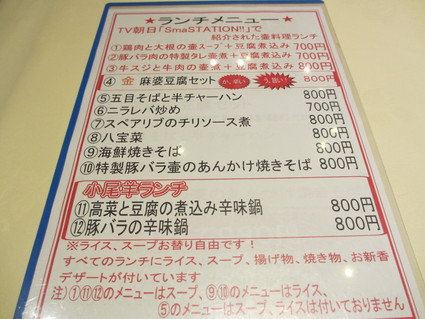 ★ランチメニュー★
TV朝日「SmaSTATION!!」で
紹介された壷料理ランチ
①鶏肉と大根の壷スープ+豆腐煮込み 700円
②豚バラ肉の特製タレ壷煮+豆腐煮込み 700円
③牛スジと牛肉の壷煮+豆腐煮込み 800円
④金 麻婆豆腐セット 800円
⑤五目そばと半チャーハン 800円
⑥ニラレバ炒め 700円
⑦スペアリブのチリソース煮 800円
⑧八宝菜 800円
⑨海鮮焼きそば 800円
⑩特製豚バラ壷のあんかけ焼きそば 800円
小尾羊ランチ
⑪高菜と豆腐の煮込み辛味鍋 800円
⑫豚バラの辛味鍋 800円
※ライス、スープお替り自由です!
すべてのランチにライス、スープ、揚げ物、焼き物、お新香
デザートが付いています
注)①⑪⑫のメニューはスープ、⑨⑩のメニューはライス、
⑤のメニューはスープ、ライスは付いておりません